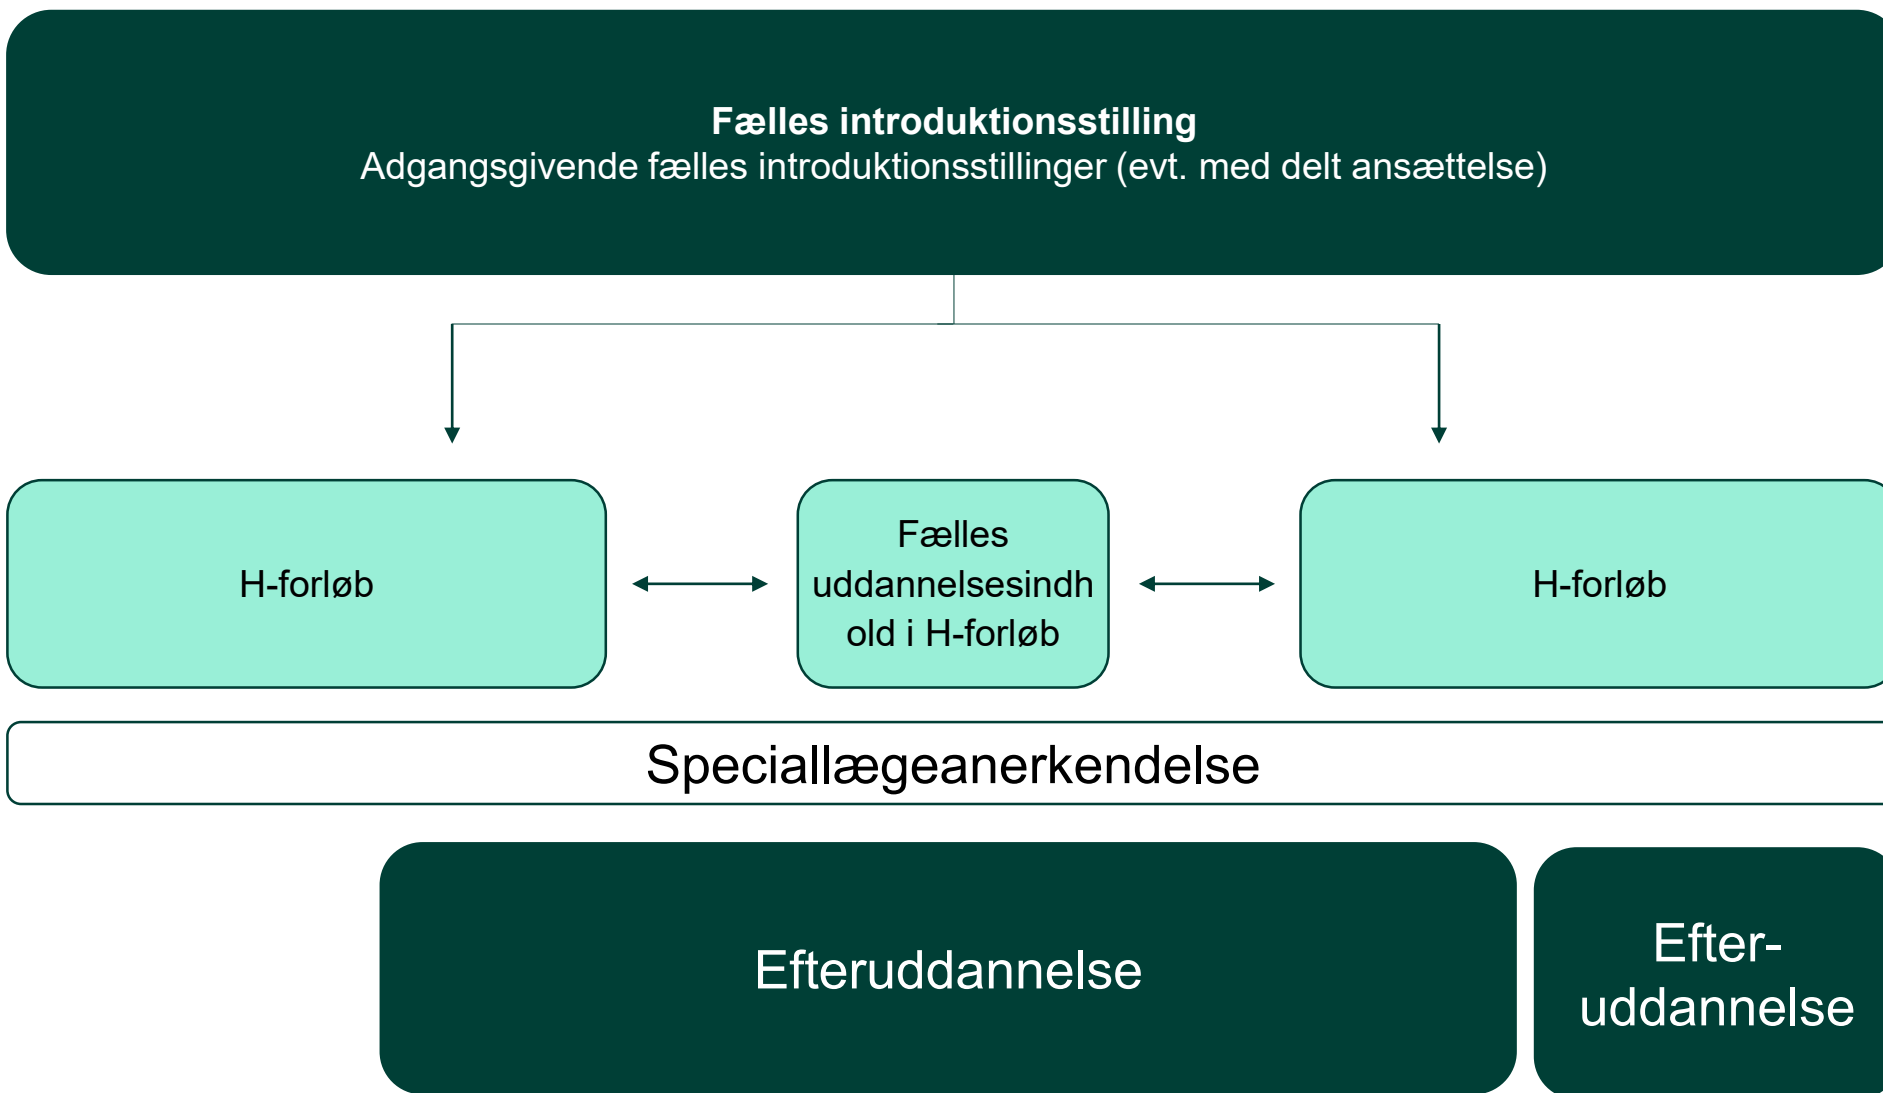 Fælles introduktionsstilling
Adgangsgivende fælles introduktionsstillinger (evt. med delt ansættelse)
H-forløb
Fælles
uddannelsesindh
old i H-forløb
H-forløb
Speciallægeanerkendelse
Efteruddannelse
Efter-
uddannelse